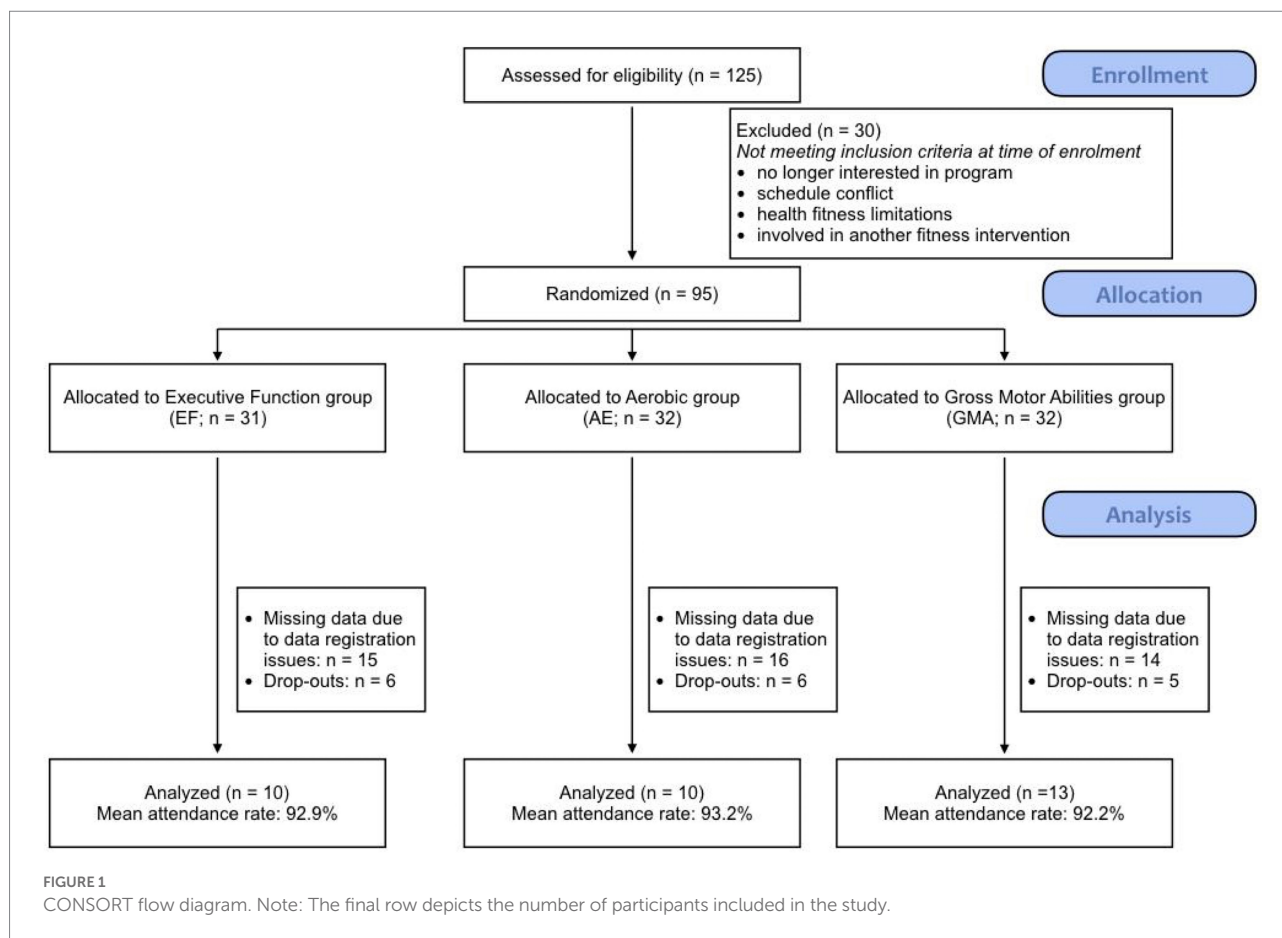 Assessed for eligibility (n = 125)
Enrollment
Excluded (n = 30)
Not meeting inclusion criteria at time of enrolment
• no longer interested in program
• schedule conflict
• health fitness limitations
• involved in another fitness intervention
Randomized (n = 95)
Allocation
Allocated to Executive Function group
(EF; n = 31)
Allocated to Aerobic group
(AE; n = 32)
Allocated to Gross Motor Abilities group
(GMA; n = 32)
Analysis
• Missing data due
to data registration
issues: n = 15
• Drop-outs: n = 6
• Missing data due
to data registration
issues: n = 16
• Drop-outs: n = 6
• Missing data due
to data registration
issues: n = 14
• Drop-outs: n = 5
Analyzed (n = 10)
Mean attendance rate: 92.9%
Analyzed (n = 10)
Mean attendance rate: 93.2%
Analyzed (n =13)
Mean attendance rate: 92.2%
FIGURE 1
CONSORT flow diagram. Note: The final row depicts the number of participants included in the study.